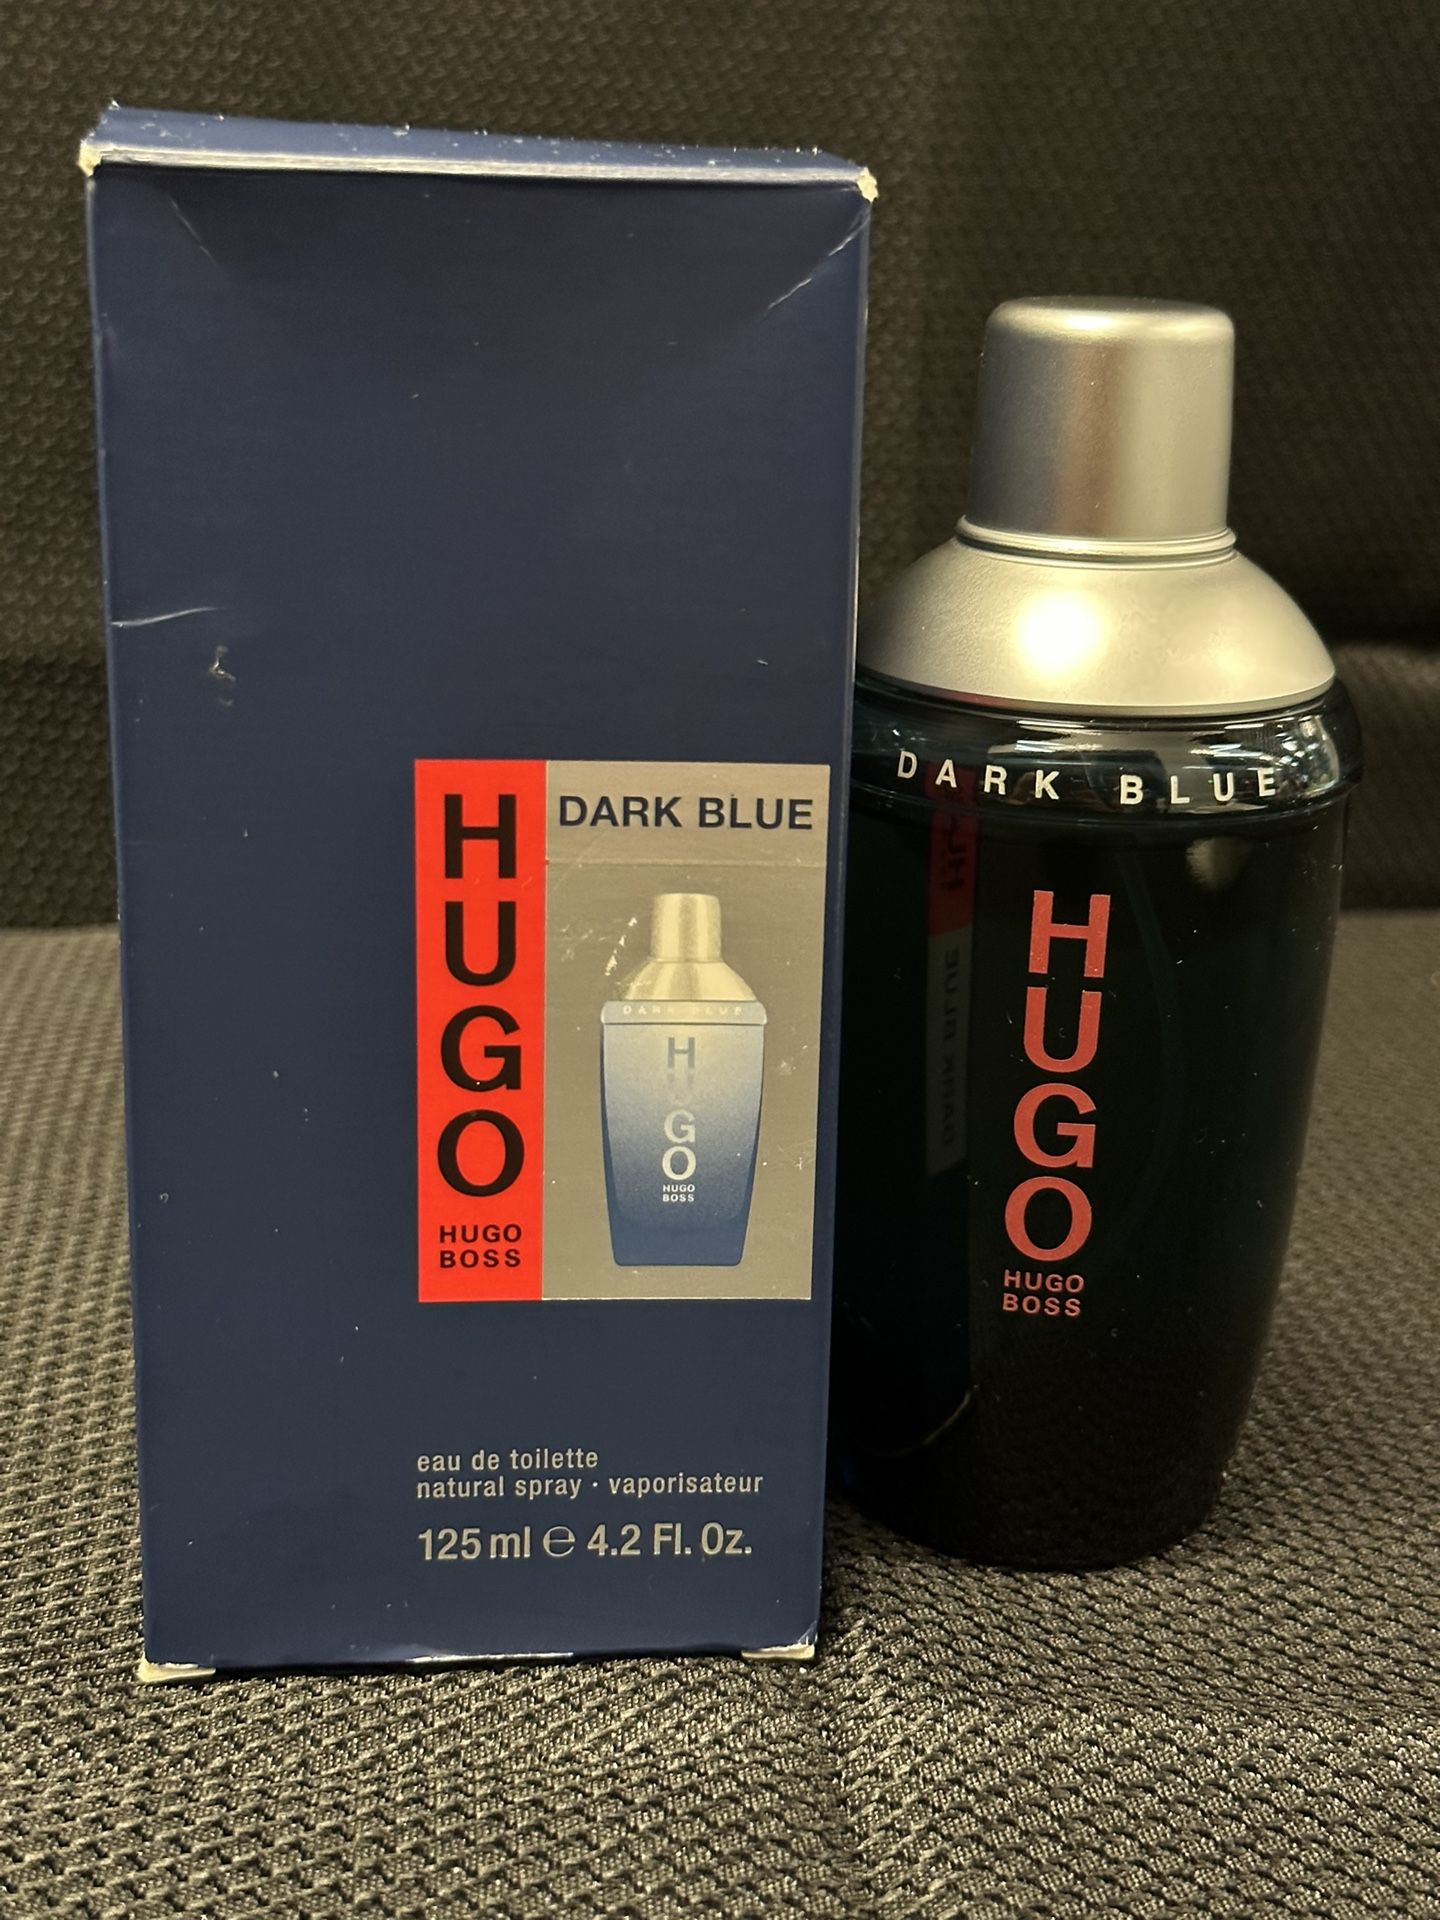 HUGO
HUGO
BOSS
DARK BLUE
DARK BLUE
HUGO
HUGO
BOSS
eau de toilette
natural spray · vaporisateur
125 ml ℮ 4.2 Fl. Oz.
DARK BLUE
HUGO
HUGO
BOSS